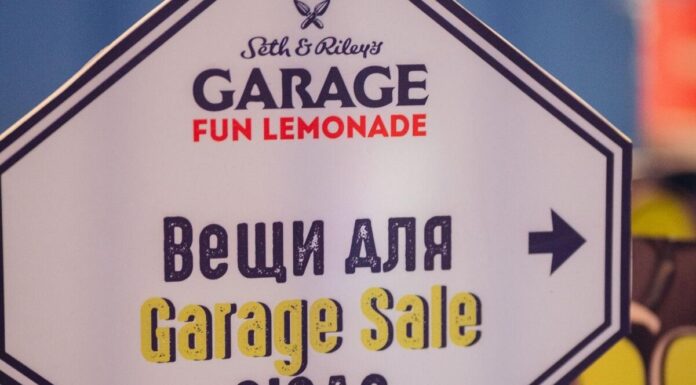 Seth & Riley's
GARAGE
FUN LEMONADE
Вещи для
Garage Sale